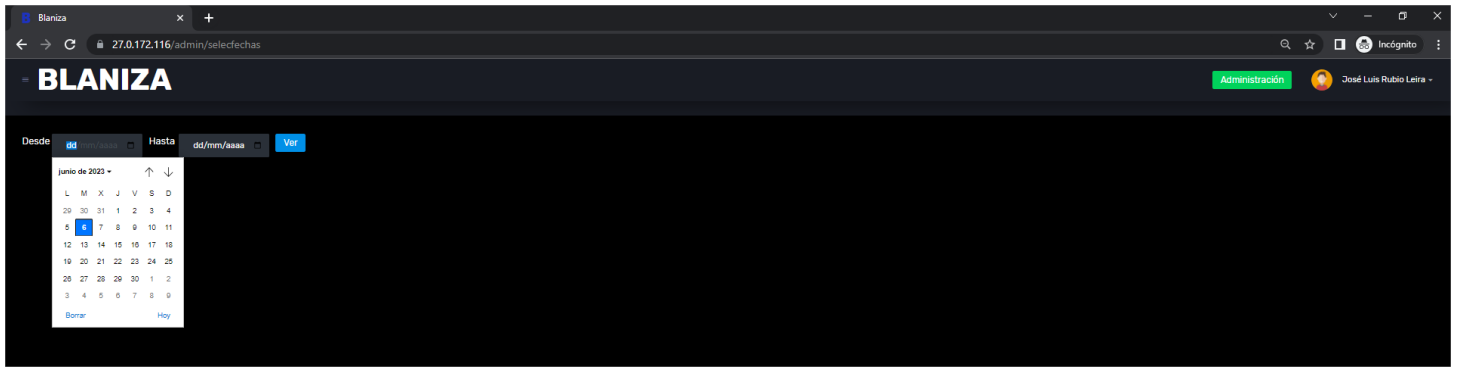 Blaniza
27.0.172.116/admin/selecfechas
Incógnito
BLANIZA
Administración
José Luis Rubio Leira
Desde dd/mm/aaaa Hasta dd/mm/aaaa Ver
junio de 2023
L M X J V S D
29 30 31 1 2 3 4
5 6 7 8 9 10 11
12 13 14 15 16 17 18
19 20 21 22 23 24 25
26 27 28 29 30 1 2
3 4 5 6 7 8 9
Borrar Hoy